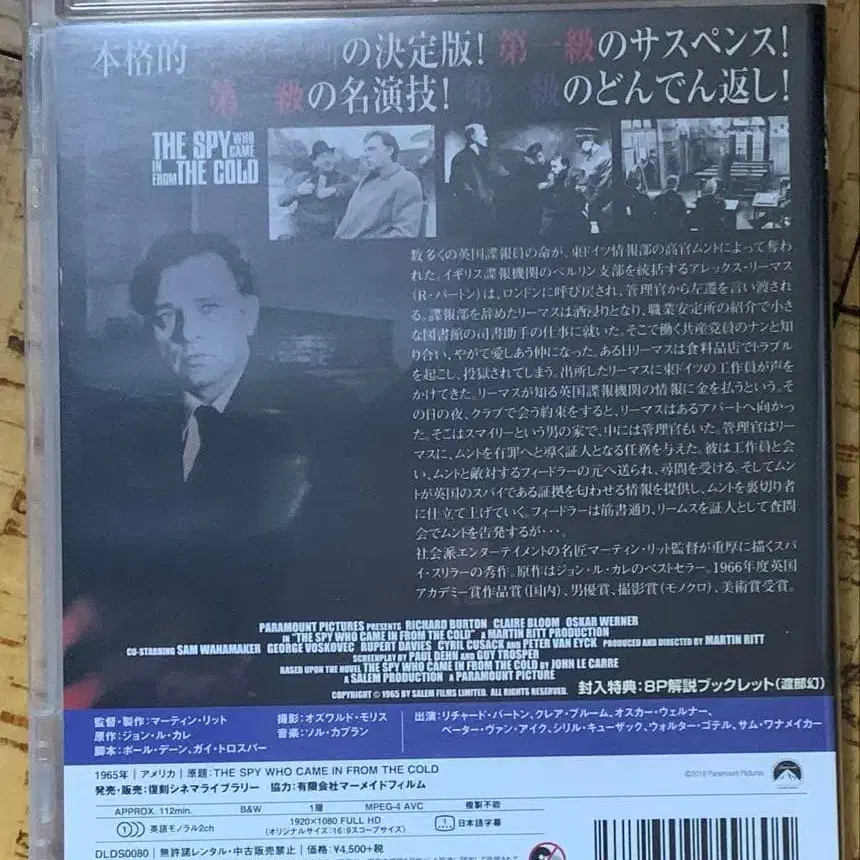 本格的 の決定版! 第一級のサスペンス!
第一級の名演技! 第一級のどんでん返し!
THE SPY WHO CAME
IN FROM THE COLD
数多くの英国諜報員の命が、東ドイツ情報部の高官ムントによって奪わ
れた。イギリス諜報機関のベルリン支部を統括するアレックス・リーマス
(R・バートン)は、ロンドンに呼び戻され、管理官から左遷を言い渡され
る。諜報部を辞めたリーマスは酒浸りとなり、職業安定所の紹介で小さ
な図書館の司書助手の仕事に就いた。そこで働く共産党員のナンと知
り合い、やがて愛しあう仲になった。ある日リーマスは食料品店でトラブル
を起こし、投獄されてしまう。出所したリーマスに東ドイツの工作員が声を
かけてきた。リーマスが知る英国諜報機関の情報に金を払うという。そ
の日の夜、クラブで会う約束をすると、リーマスはあるアパートへ向かっ
た。そこはスマイリーという男の家で、中には管理官もいた。管理官はリー
マスに、ムントを有罪へと導く証人となる任務を与えた。彼は工作員と会
い、ムントと敵対するフィードラーの元へ送られ、尋問を受ける。そしてムン
トが英国のスパイである証拠を匂わせる情報を提供し、ムントを裏切り者
に仕立て上げていく。フィードラーは筋書通り、リームスを証人として査問
会でムントを告発するが・・・。
社会派エンターテイメントの名匠マーティン・リット監督が重厚に描くスパ
イ・スリラーの秀作。原作はジョン・ル・カレのベストセラー。1966年度英国
アカデミー賞作品賞(国内)、男優賞、撮影賞(モノクロ)、美術賞受賞。
PARAMOUNT PICTURES PRESENTS RICHARD BURTON CLAIRE BLOOM OSKAR WERNER
IN "THE SPY WHO CAME IN FROM THE COLD" A MARTIN RITT PRODUCTION
CO-STARRING SAM WANAMAKER GEORGE VOSKOVEC RUPERT DAVIES CYRIL CUSACK AND PETER VAN EYCK PRODUCED AND DIRECTED BY MARTIN RITT
SCREENPLAY BY PAUL DEHN AND GUY TROSPER
BASED UPON THE NOVEL THE SPY WHO CAME IN FROM THE COLD BY JOHN LE CARRE
A SALEM PRODUCTION A PARAMOUNT PICTURE
COPYRIGHT © 1965 BY SALEM FILMS LIMITED. ALL RIGHTS RESERVED.
封入特典:8P解説ブックレット(渡部幻)
監督・製作:マーティン・リット 撮影:オズワルド・モリス 出演:リチャード・バートン、クレア・ブルーム、オスカー・ウェルナー、
原作:ジョン・ル・カレ 音楽:ソル・カプラン ペーター・ヴァン・アイク、シリル・キューザック、ウォルター・ゴテル、サム・ワナメイカー
脚本:ポール・デーン、ガイ・トロスパー
1965年 | アメリカ | 原題:THE SPY WHO CAME IN FROM THE COLD
©2018 Paramount Pictures
発売・販売:復刻シネマライブラリー 協力:有限会社マーメイドフィルム
APPROX. 112min. B&W 1層 MPEG-4 AVC 複製不能
英語モノラル2ch 1920×1080 FULL HD
(オリジナルサイズ:16:9スコープサイズ) 日本語字幕
DLDS0080 | 無許諾レンタル・中古販売禁止 | 価格:¥4,500+税